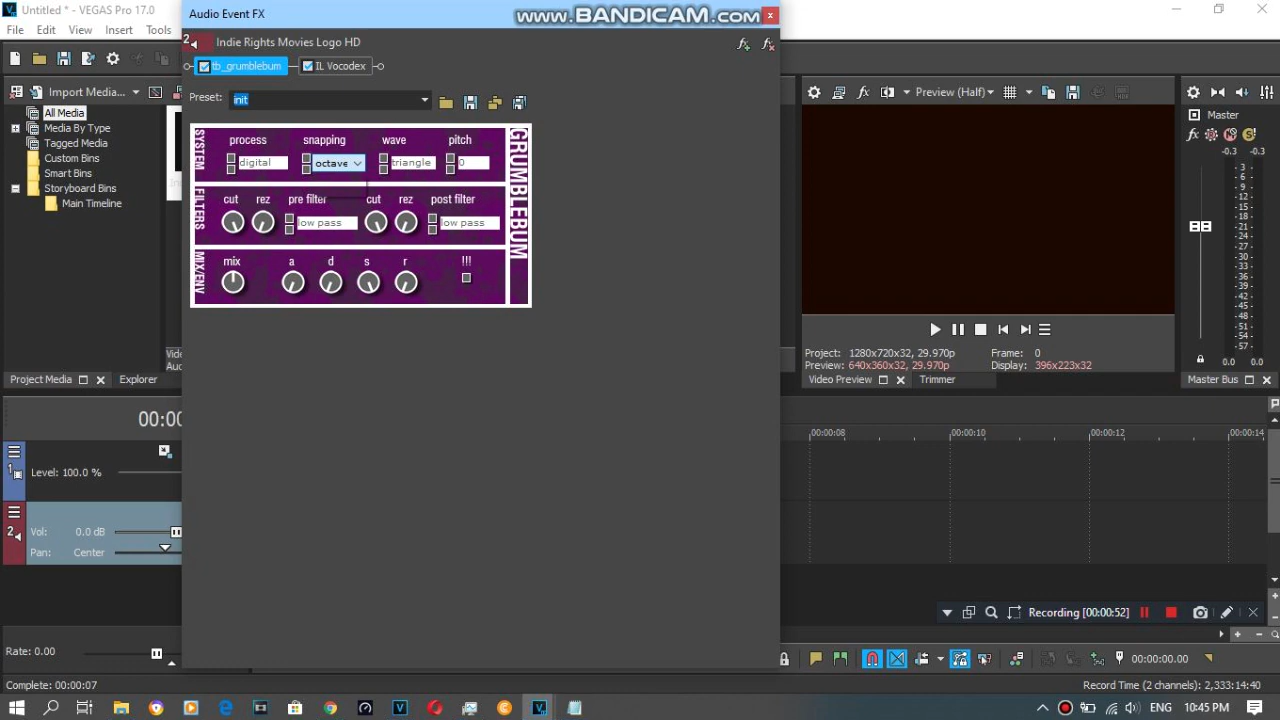 Untitled * - VEGAS Pro 17.0
Audio Event FX
www.BANDICAM.com
File
Edit
View
Insert
Tools
Indie Rights Movies Logo HD
tb_grumblebum
IL Vocodex
Import Media...
Preset:
init
Preview (Half)
Master
All Media
Media By Type
Tagged Media
Custom Bins
Smart Bins
Storyboard Bins
Main Timeline
SYSTEM
process
snapping
wave
pitch
digital
octave
triangle
0
FILTERS
cut
rez
pre filter
cut
rez
post filter
low pass
low pass
MIX/ENV
mix
a
d
s
r
!!!
GRUMBLEBUM
-0.3
-0.3
-3-
-6-
-9-
-12-
-15-
-18-
-21-
-24-
-27-
-30-
-33-
-36-
-39-
-42-
-45-
-48-
-51-
-54-
-57-
0.0
0.0
Project: 1280x720x32, 29.970p
Frame: 0
Preview: 640x360x32, 29.970p
Display: 396x223x32
Video Preview
Trimmer
Master Bus
Vid
Au
Project Media
Explorer
00:00
00:00:08
00:00:10
00:00:12
00:00:14
1
Level: 100.0 %
2
Vol:
0.0 dB
Pan:
Center
Recording [00:00:52]
Rate: 0.00
00:00:00.00
Complete: 00:00:07
Record Time (2 channels): 2,333:14:40
ENG
10:45 PM